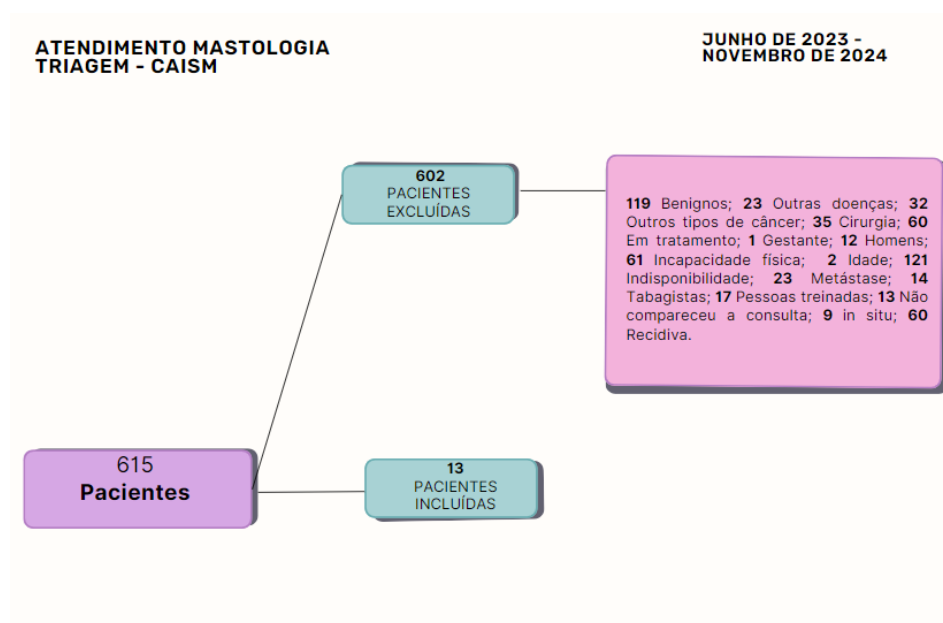 ATENDIMENTO MASTOLOGIA
TRIAGEM - CAISM
JUNHO DE 2023 -
NOVEMBRO DE 2024
602
PACIENTES
EXCLUÍDAS
119 Benignos; 23 Outras doenças; 32
Outros tipos de câncer; 35 Cirurgia; 60
Em tratamento; 1 Gestante; 12 Homens;
61 Incapacidade física; 2 Idade; 121
Indisponibilidade; 23 Metástase; 14
Tabagistas; 17 Pessoas treinadas; 13 Não
compareceu a consulta; 9 in situ; 60
Recidiva.
615
Pacientes
13
PACIENTES
INCLUÍDAS